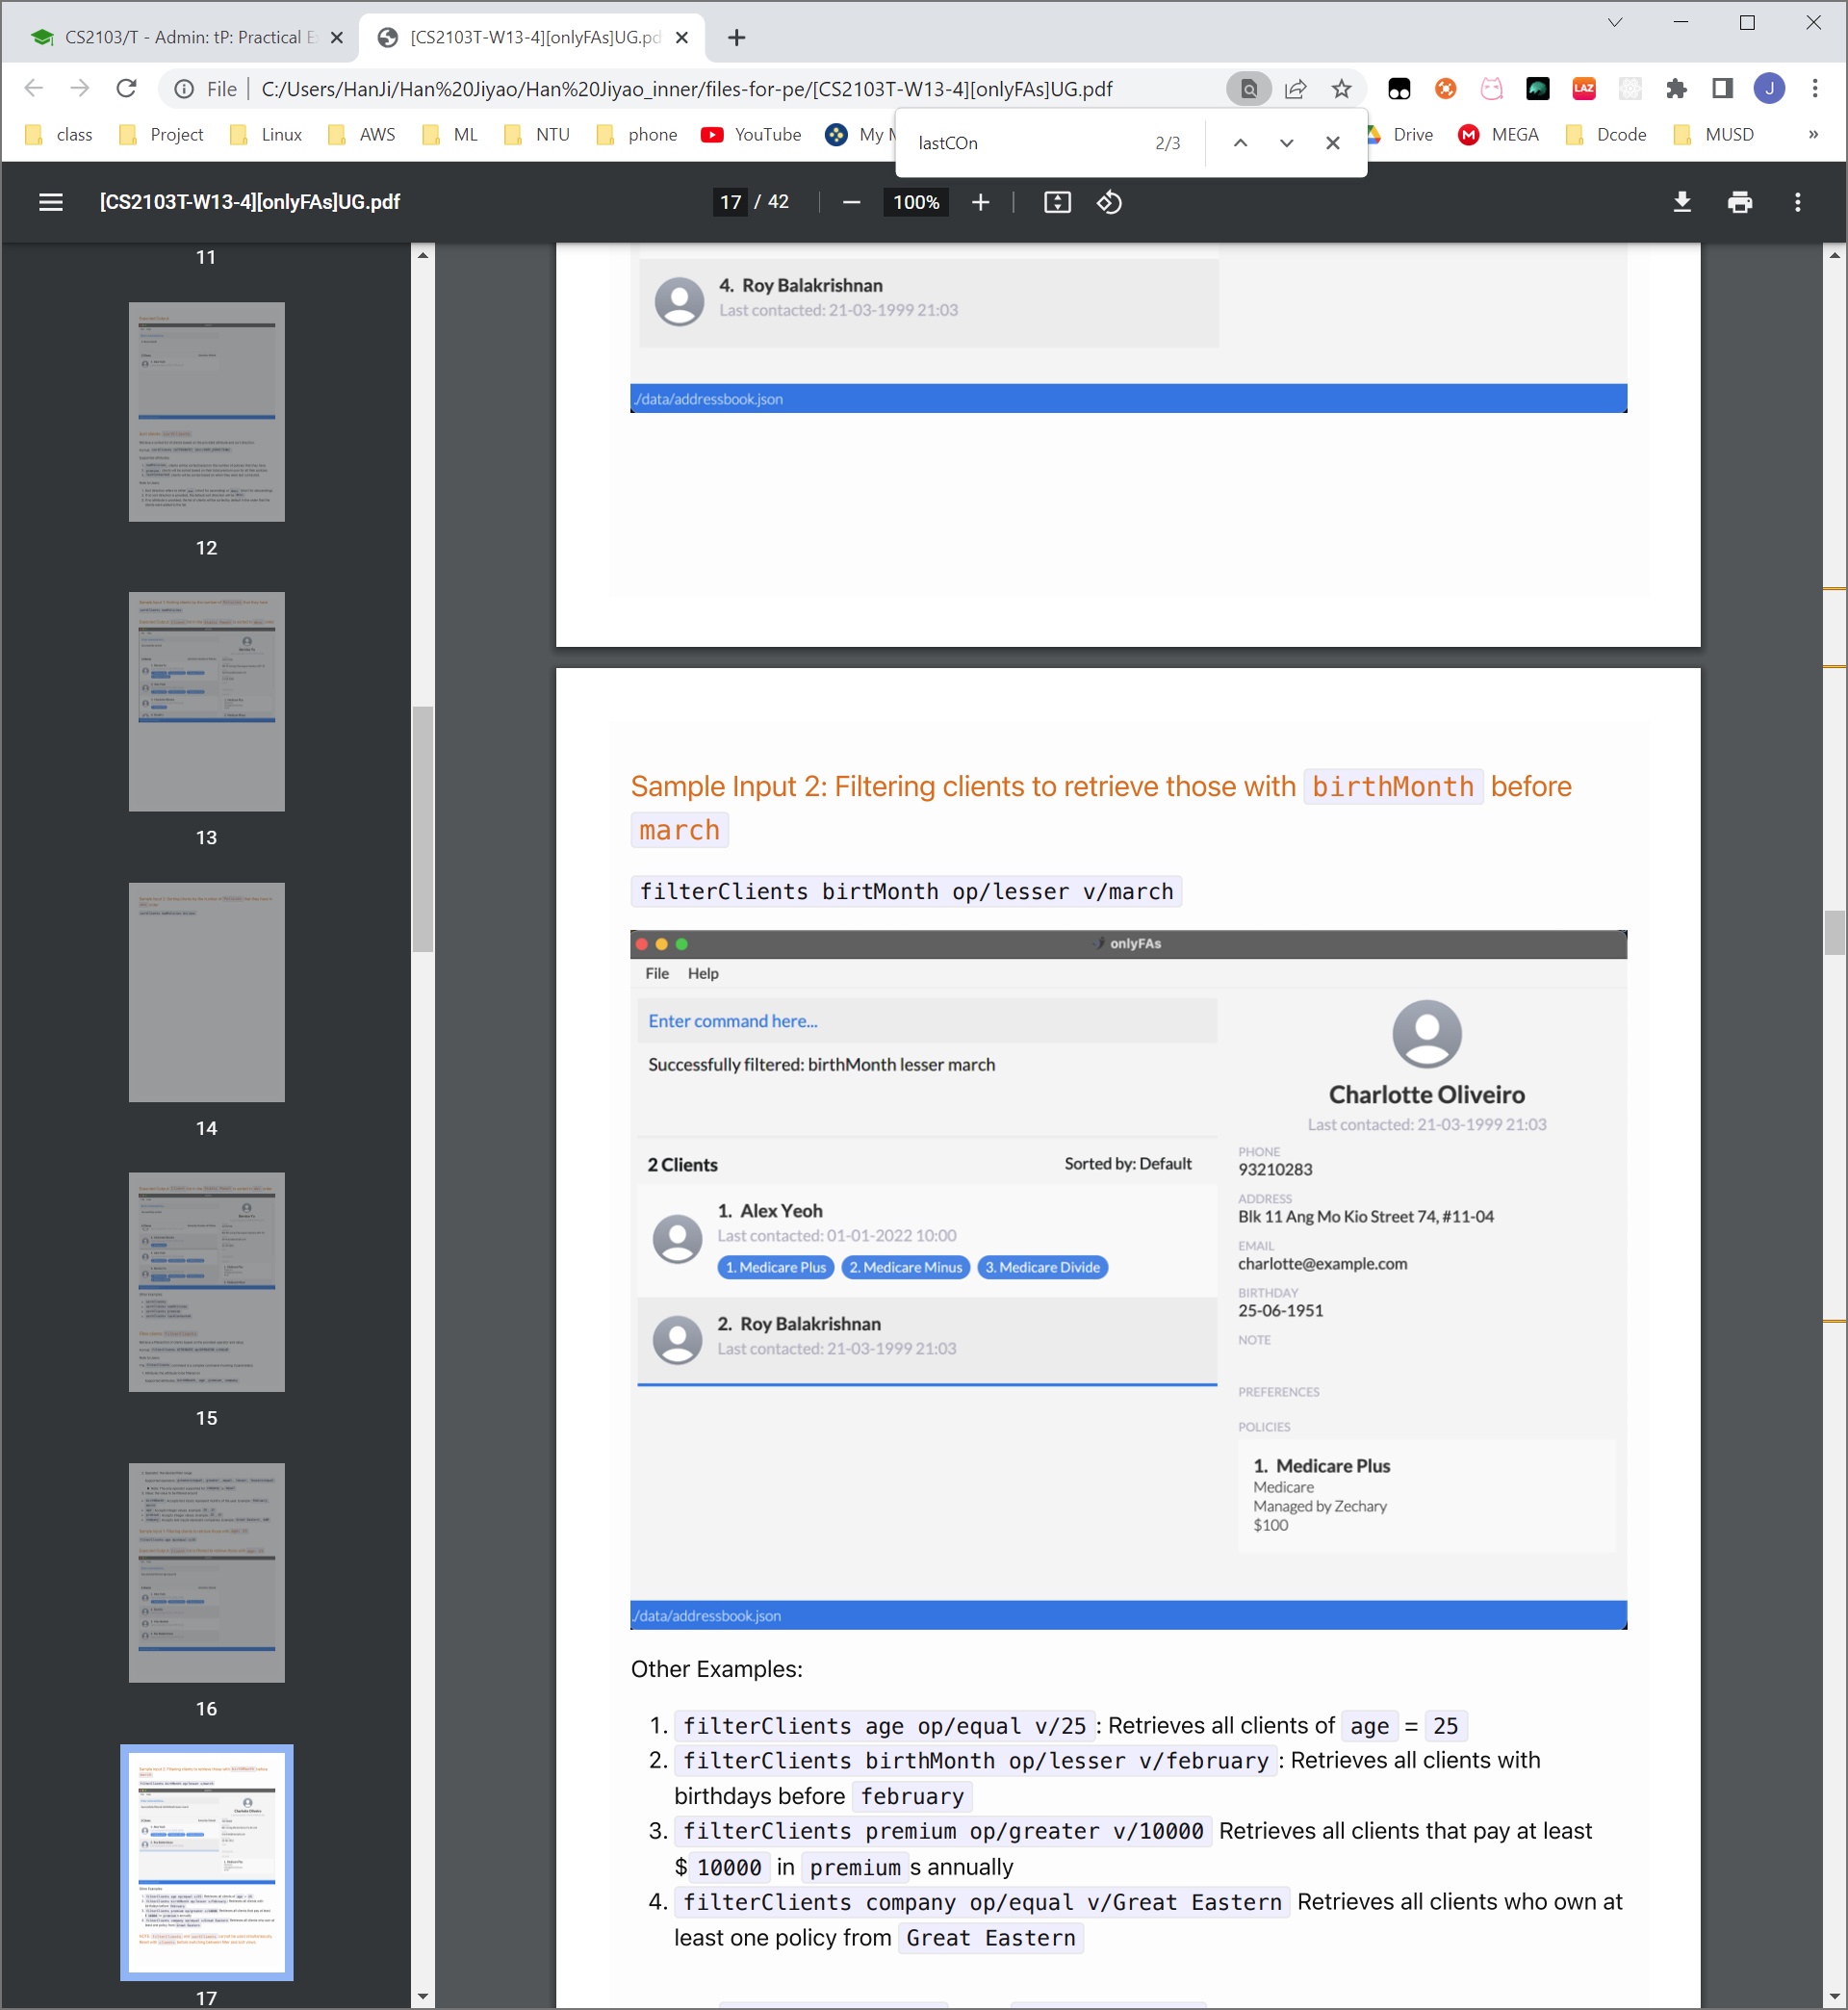 CS2103/T - Admin: tP: Practical E
[CS2103T-W13-4][onlyFAs]UG.pd
File
C:/Users/HanJi/Han%20Jiyao/Han%20Jiyao_inner/files-for-pe/[CS2103T-W13-4][onlyFAs]UG.pdf
LAZ
J
class
Project
Linux
AWS
ML
NTU
phone
YouTube
My
Drive
MEGA
Dcode
MUSD
»
lastCOn
2/3
[CS2103T-W13-4][onlyFAs]UG.pdf
17 / 42
100%
11
12
13
14
15
16
17
4. Roy Balakrishnan
Last contacted: 21-03-1999 21:03
./data/addressbook.json
Sample Input 2: Filtering clients to retrieve those with birthMonth before
march
filterClients birtMonth op/lesser v/march
onlyFAs
File Help
Enter command here...
Successfully filtered: birthMonth lesser march
2 Clients
Sorted by: Default
1. Alex Yeoh
Last contacted: 01-01-2022 10:00
1. Medicare Plus
2. Medicare Minus
3. Medicare Divide
2. Roy Balakrishnan
Last contacted: 21-03-1999 21:03
Charlotte Oliveiro
Last contacted: 21-03-1999 21:03
PHONE
93210283
ADDRESS
Blk 11 Ang Mo Kio Street 74, #11-04
EMAIL
charlotte@example.com
BIRTHDAY
25-06-1951
NOTE
PREFERENCES
POLICIES
1. Medicare Plus
Medicare
Managed by Zechary
$100
./data/addressbook.json
Other Examples:
1. filterClients age op/equal v/25 : Retrieves all clients of age = 25
2. filterClients birthMonth op/lesser v/february : Retrieves all clients with
birthdays before february
3. filterClients premium op/greater v/10000 Retrieves all clients that pay at least
$ 10000 in premium s annually
4. filterClients company op/equal v/Great Eastern Retrieves all clients who own at
least one policy from Great Eastern